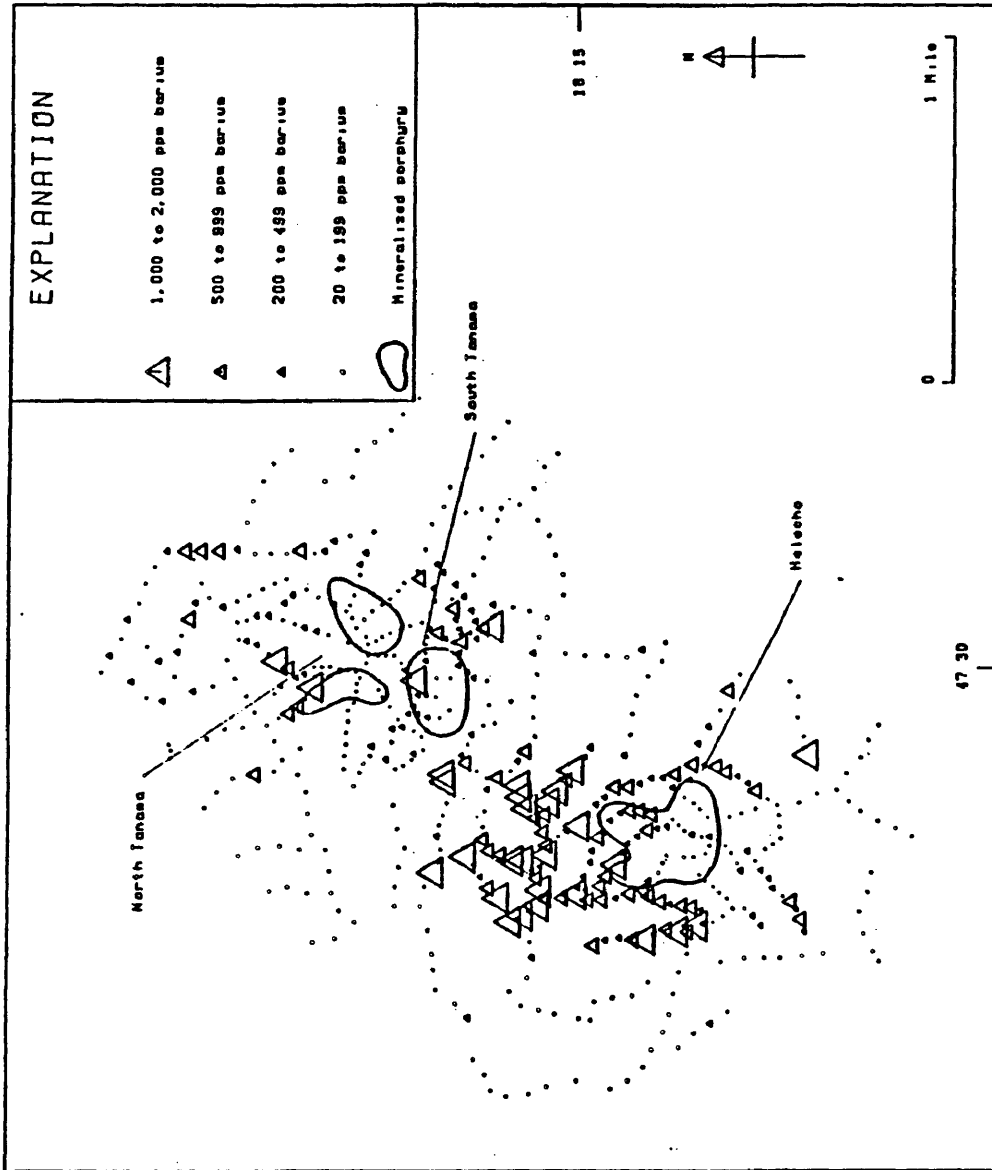 EXPLANATION
1,000 to 2,000 ppm barium
500 to 999 ppm barium
200 to 499 ppm barium
20 to 199 ppm barium
Mineralized porphyry
North Tanama
South Tanama
Helecho
18 15
47 30
N
0
1 Mile